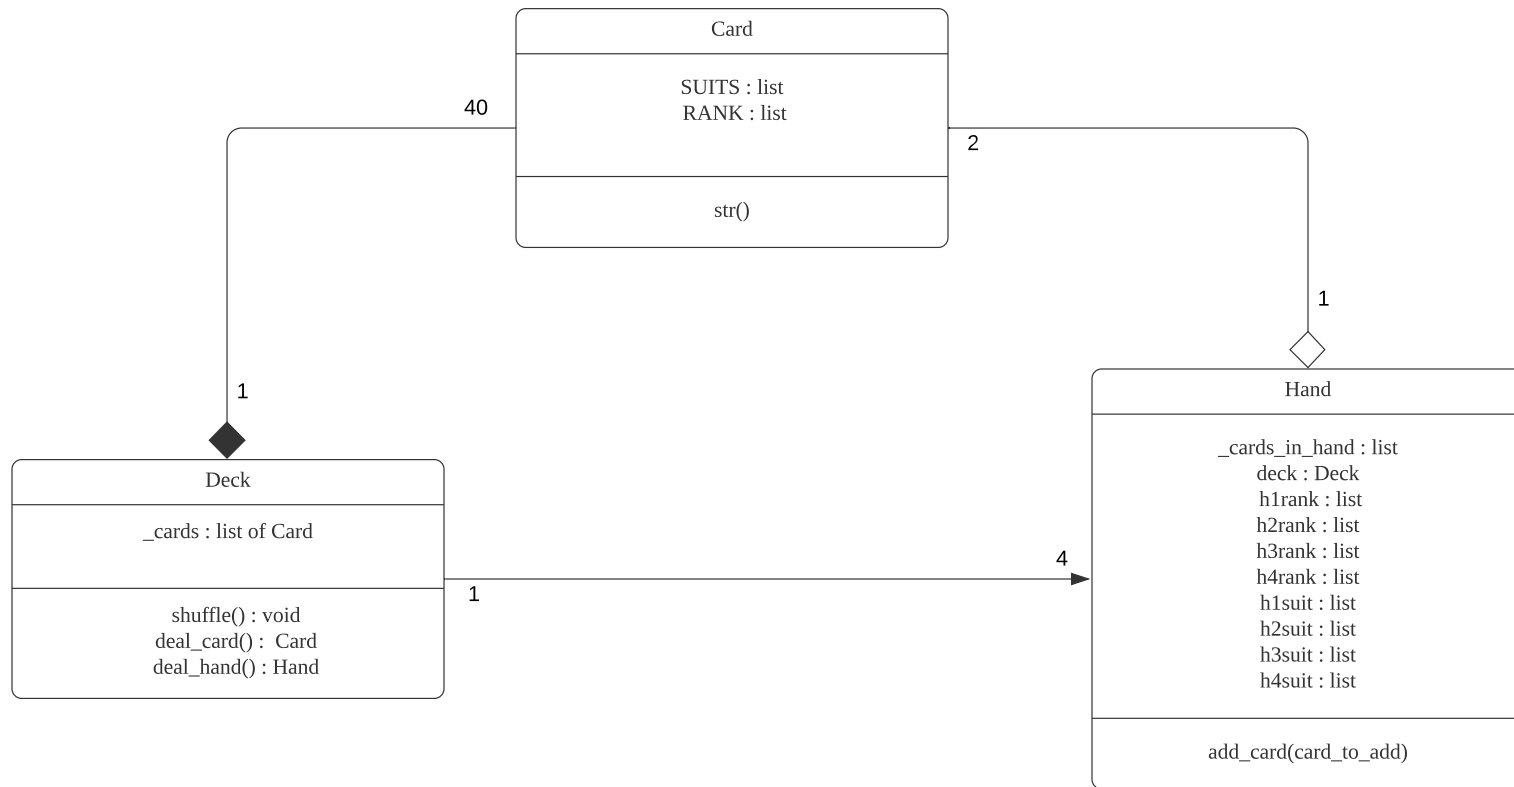 Card
SUITS : list
RANK : list
str()
40
2
1
1
Hand
_cards_in_hand : list
deck : Deck
h1rank : list
h2rank : list
h3rank : list
h4rank : list
h1suit : list
h2suit : list
h3suit : list
h4suit : list
add_card(card_to_add)
Deck
_cards : list of Card
shuffle() : void
deal_card() :  Card
deal_hand() : Hand
1
4